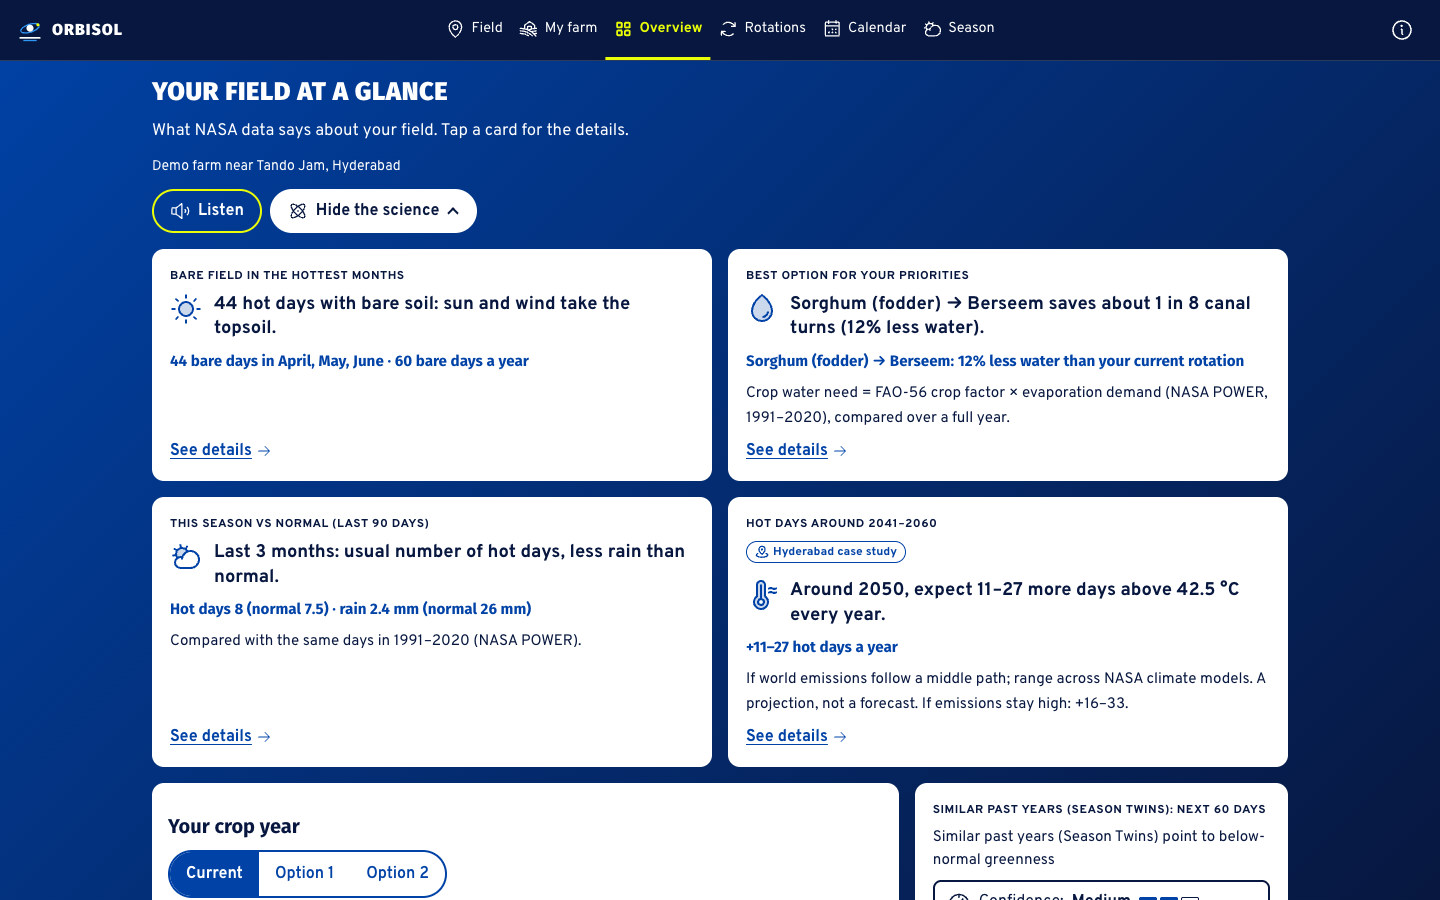 ORBISOL
Field
My farm
Overview
Rotations
Calendar
Season
YOUR FIELD AT A GLANCE
What NASA data says about your field. Tap a card for the details.
Demo farm near Tando Jam, Hyderabad
Listen
Hide the science
BARE FIELD IN THE HOTTEST MONTHS
44 hot days with bare soil: sun and wind take the
topsoil.
44 bare days in April, May, June · 60 bare days a year
See details →
BEST OPTION FOR YOUR PRIORITIES
Sorghum (fodder) → Berseem saves about 1 in 8 canal
turns (12% less water).
Sorghum (fodder) → Berseem: 12% less water than your current rotation
Crop water need = FAO-56 crop factor × evaporation demand (NASA POWER,
1991–2020), compared over a full year.
See details →
THIS SEASON VS NORMAL (LAST 90 DAYS)
Last 3 months: usual number of hot days, less rain than
normal.
Hot days 8 (normal 7.5) · rain 2.4 mm (normal 26 mm)
Compared with the same days in 1991–2020 (NASA POWER).
See details →
HOT DAYS AROUND 2041–2060
Hyderabad case study
Around 2050, expect 11–27 more days above 42.5 °C
every year.
+11–27 hot days a year
If world emissions follow a middle path; range across NASA climate models. A
projection, not a forecast. If emissions stay high: +16–33.
See details →
Your crop year
Current
Option 1
Option 2
SIMILAR PAST YEARS (SEASON TWINS): NEXT 60 DAYS
Similar past years (Season Twins) point to below-
normal greenness
Confidence: Medium